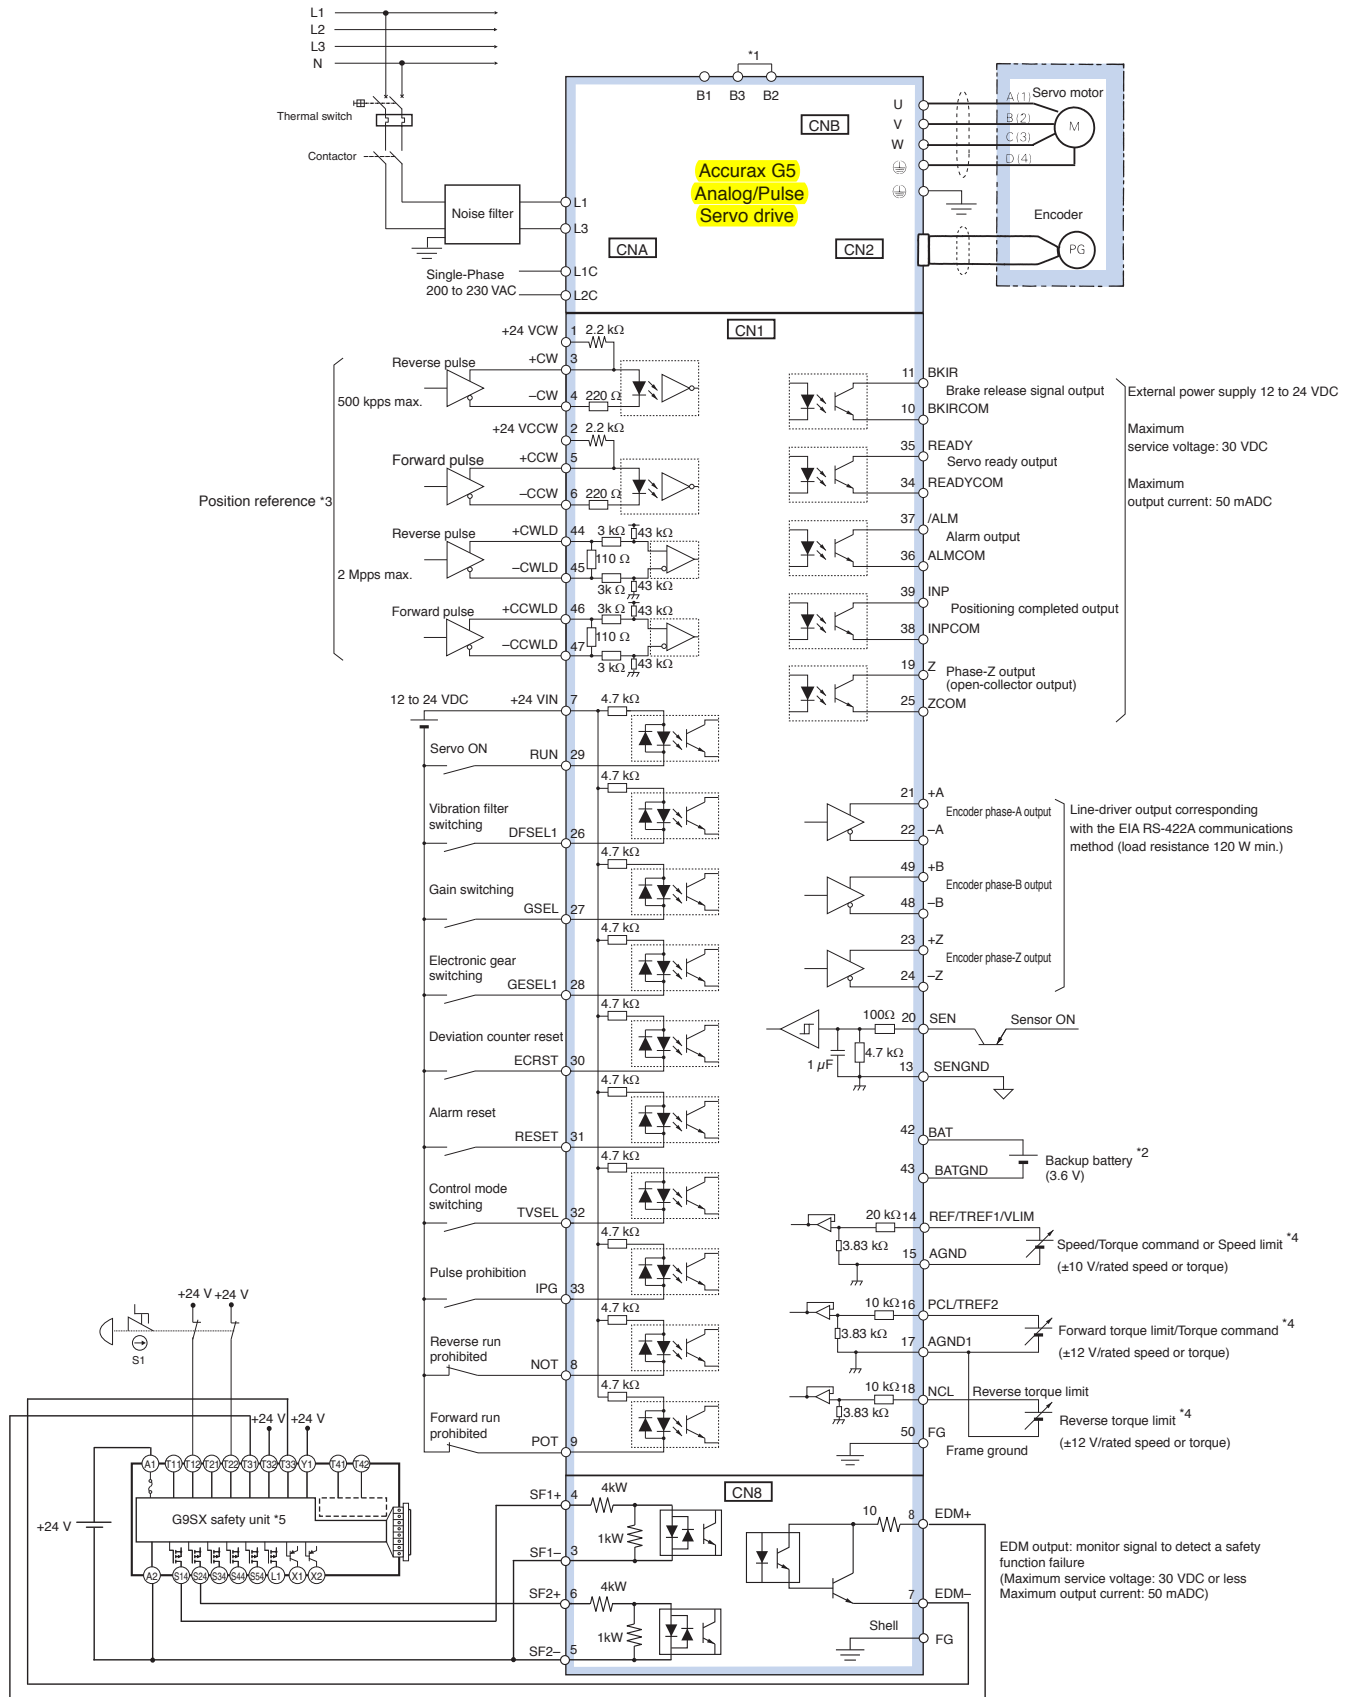 L1
L2
L3
N
Thermal switch
Contactor
Noise filter
L1
L3
Single-Phase
200 to 230 VAC
L1C
L2C
CNA
*1
B1 B3 B2
CNB
Accurax G5
Analog/Pulse
Servo drive
CN2
U
V
W
A (1)
B (2)
C (3)
D (4)
Servo motor
M
Encoder
PG
CN1
Position reference *3
500 kpps max.
2 Mpps max.
+24 VCW 1 2.2 kΩ
Reverse pulse
+CW 3
–CW 4 220 Ω
+24 VCCW 2 2.2 kΩ
Forward pulse
+CCW 5
–CCW 6 220 Ω
Reverse pulse
+CWLD 44 3 kΩ 43 kΩ
110 Ω
–CWLD 45
3k Ω 43 kΩ
Forward pulse
+CCWLD 46 3k Ω 43 kΩ
110 Ω
–CCWLD 47
3 kΩ 43 kΩ
12 to 24 VDC +24 VIN 7 4.7 kΩ
Servo ON
RUN 29
4.7 kΩ
Vibration filter
switching
DFSEL1 26
4.7 kΩ
Gain switching
GSEL 27
4.7 kΩ
Electronic gear
switching
GESEL1 28
4.7 kΩ
Deviation counter reset
ECRST 30
4.7 kΩ
Alarm reset
RESET 31
4.7 kΩ
Control mode
switching
TVSEL 32
4.7 kΩ
Pulse prohibition
IPG 33
4.7 kΩ
Reverse run
prohibited
NOT 8
4.7 kΩ
Forward run
prohibited
POT 9
11 BKIR
Brake release signal output
10 BKIRCOM
35 READY
Servo ready output
34 READYCOM
37 /ALM
Alarm output
36 ALMCOM
39 INP
Positioning completed output
38 INPCOM
19 Z
Phase-Z output
(open-collector output)
25 ZCOM
External power supply 12 to 24 VDC
Maximum
service voltage: 30 VDC
Maximum
output current: 50 mADC
21 +A
Encoder phase-A output
22 –A
49 +B
Encoder phase-B output
48 –B
23 +Z
Encoder phase-Z output
24 –Z
Line-driver output corresponding
with the EIA RS-422A communications
method (load resistance 120 W min.)
100Ω 20 SEN Sensor ON
4.7 kΩ
1 µF
13 SENGND
42 BAT
Backup battery *2
(3.6 V)
43 BATGND
20 kΩ 14 REF/TREF1/VLIM
3.83 kΩ
15 AGND
Speed/Torque command or Speed limit *4
(±10 V/rated speed or torque)
10 kΩ 16 PCL/TREF2
3.83 kΩ
17 AGND1
Forward torque limit/Torque command *4
(±12 V/rated speed or torque)
10 kΩ 18 NCL Reverse torque limit
3.83 kΩ
Reverse torque limit *4
(±12 V/rated speed or torque)
50 FG
Frame ground
+24 V +24 V
S1
+24 V +24 V
A1 T11 T12 T21 T22 T31 T32 T33 Y1 T41 T42
G9SX safety unit *5
+24 V
A2 S14 S24 S34 S44 S54 L1 X1 X2
CN8
SF1+ 4 4kW
1kW
SF1– 3
SF2+ 6 4kW
1kW
SF2– 5
10 8 EDM+
7 EDM–
Shell
FG
EDM output: monitor signal to detect a safety
function failure
(Maximum service voltage: 30 VDC or less
Maximum output current: 50 mADC)